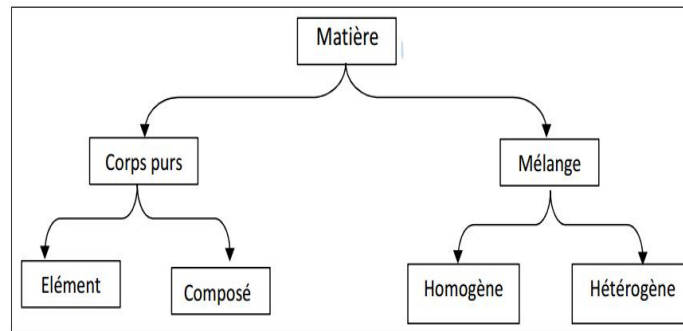 Matière
Corps purs
Mélange
Elément
Composé
Homogène
Hétérogène